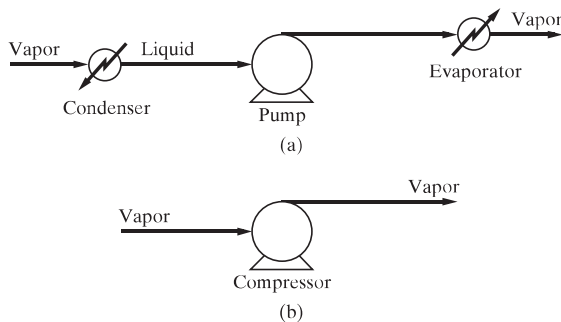 Vapor
Vapor Liquid
Evaporator
Condenser
Pump
(a)
Vapor
Vapor
Compressor
(b)